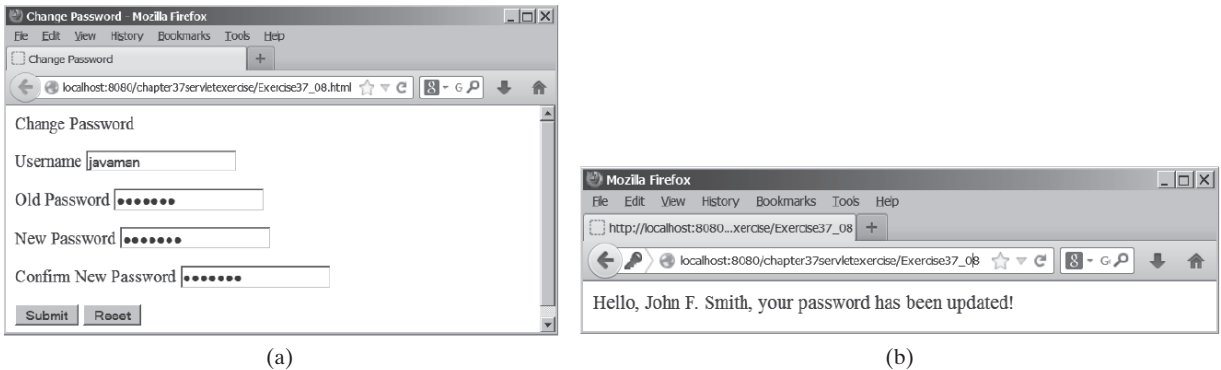 Change Password - Mozilla Firefox
File Edit View History Bookmarks Tools Help
Change Password +
localhost:8080/chapter37servletexercise/Exercise37_08.html
8 - G
Change Password
Username javaman
Old Password •••••••
New Password •••••••
Confirm New Password •••••••
Submit Reset
(a)
Mozilla Firefox
File Edit View History Bookmarks Tools Help
http://localhost:8080...xercise/Exercise37_08 +
localhost:8080/chapter37servletexercise/Exercise37_08
8 - G
Hello, John F. Smith, your password has been updated!
(b)